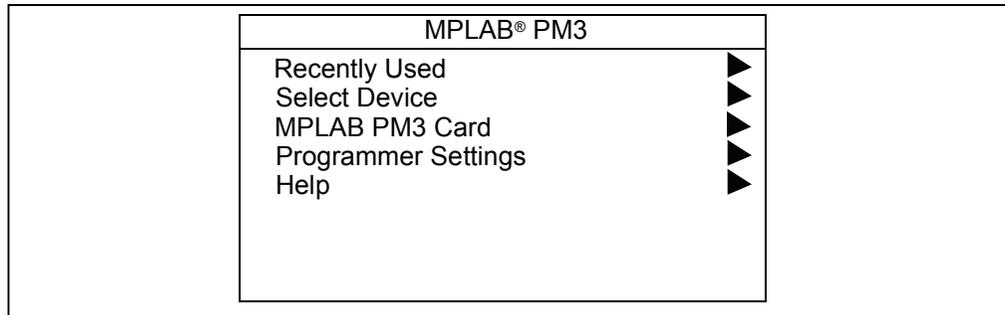 MPLAB® PM3
Recently Used
Select Device
MPLAB PM3 Card
Programmer Settings
Help